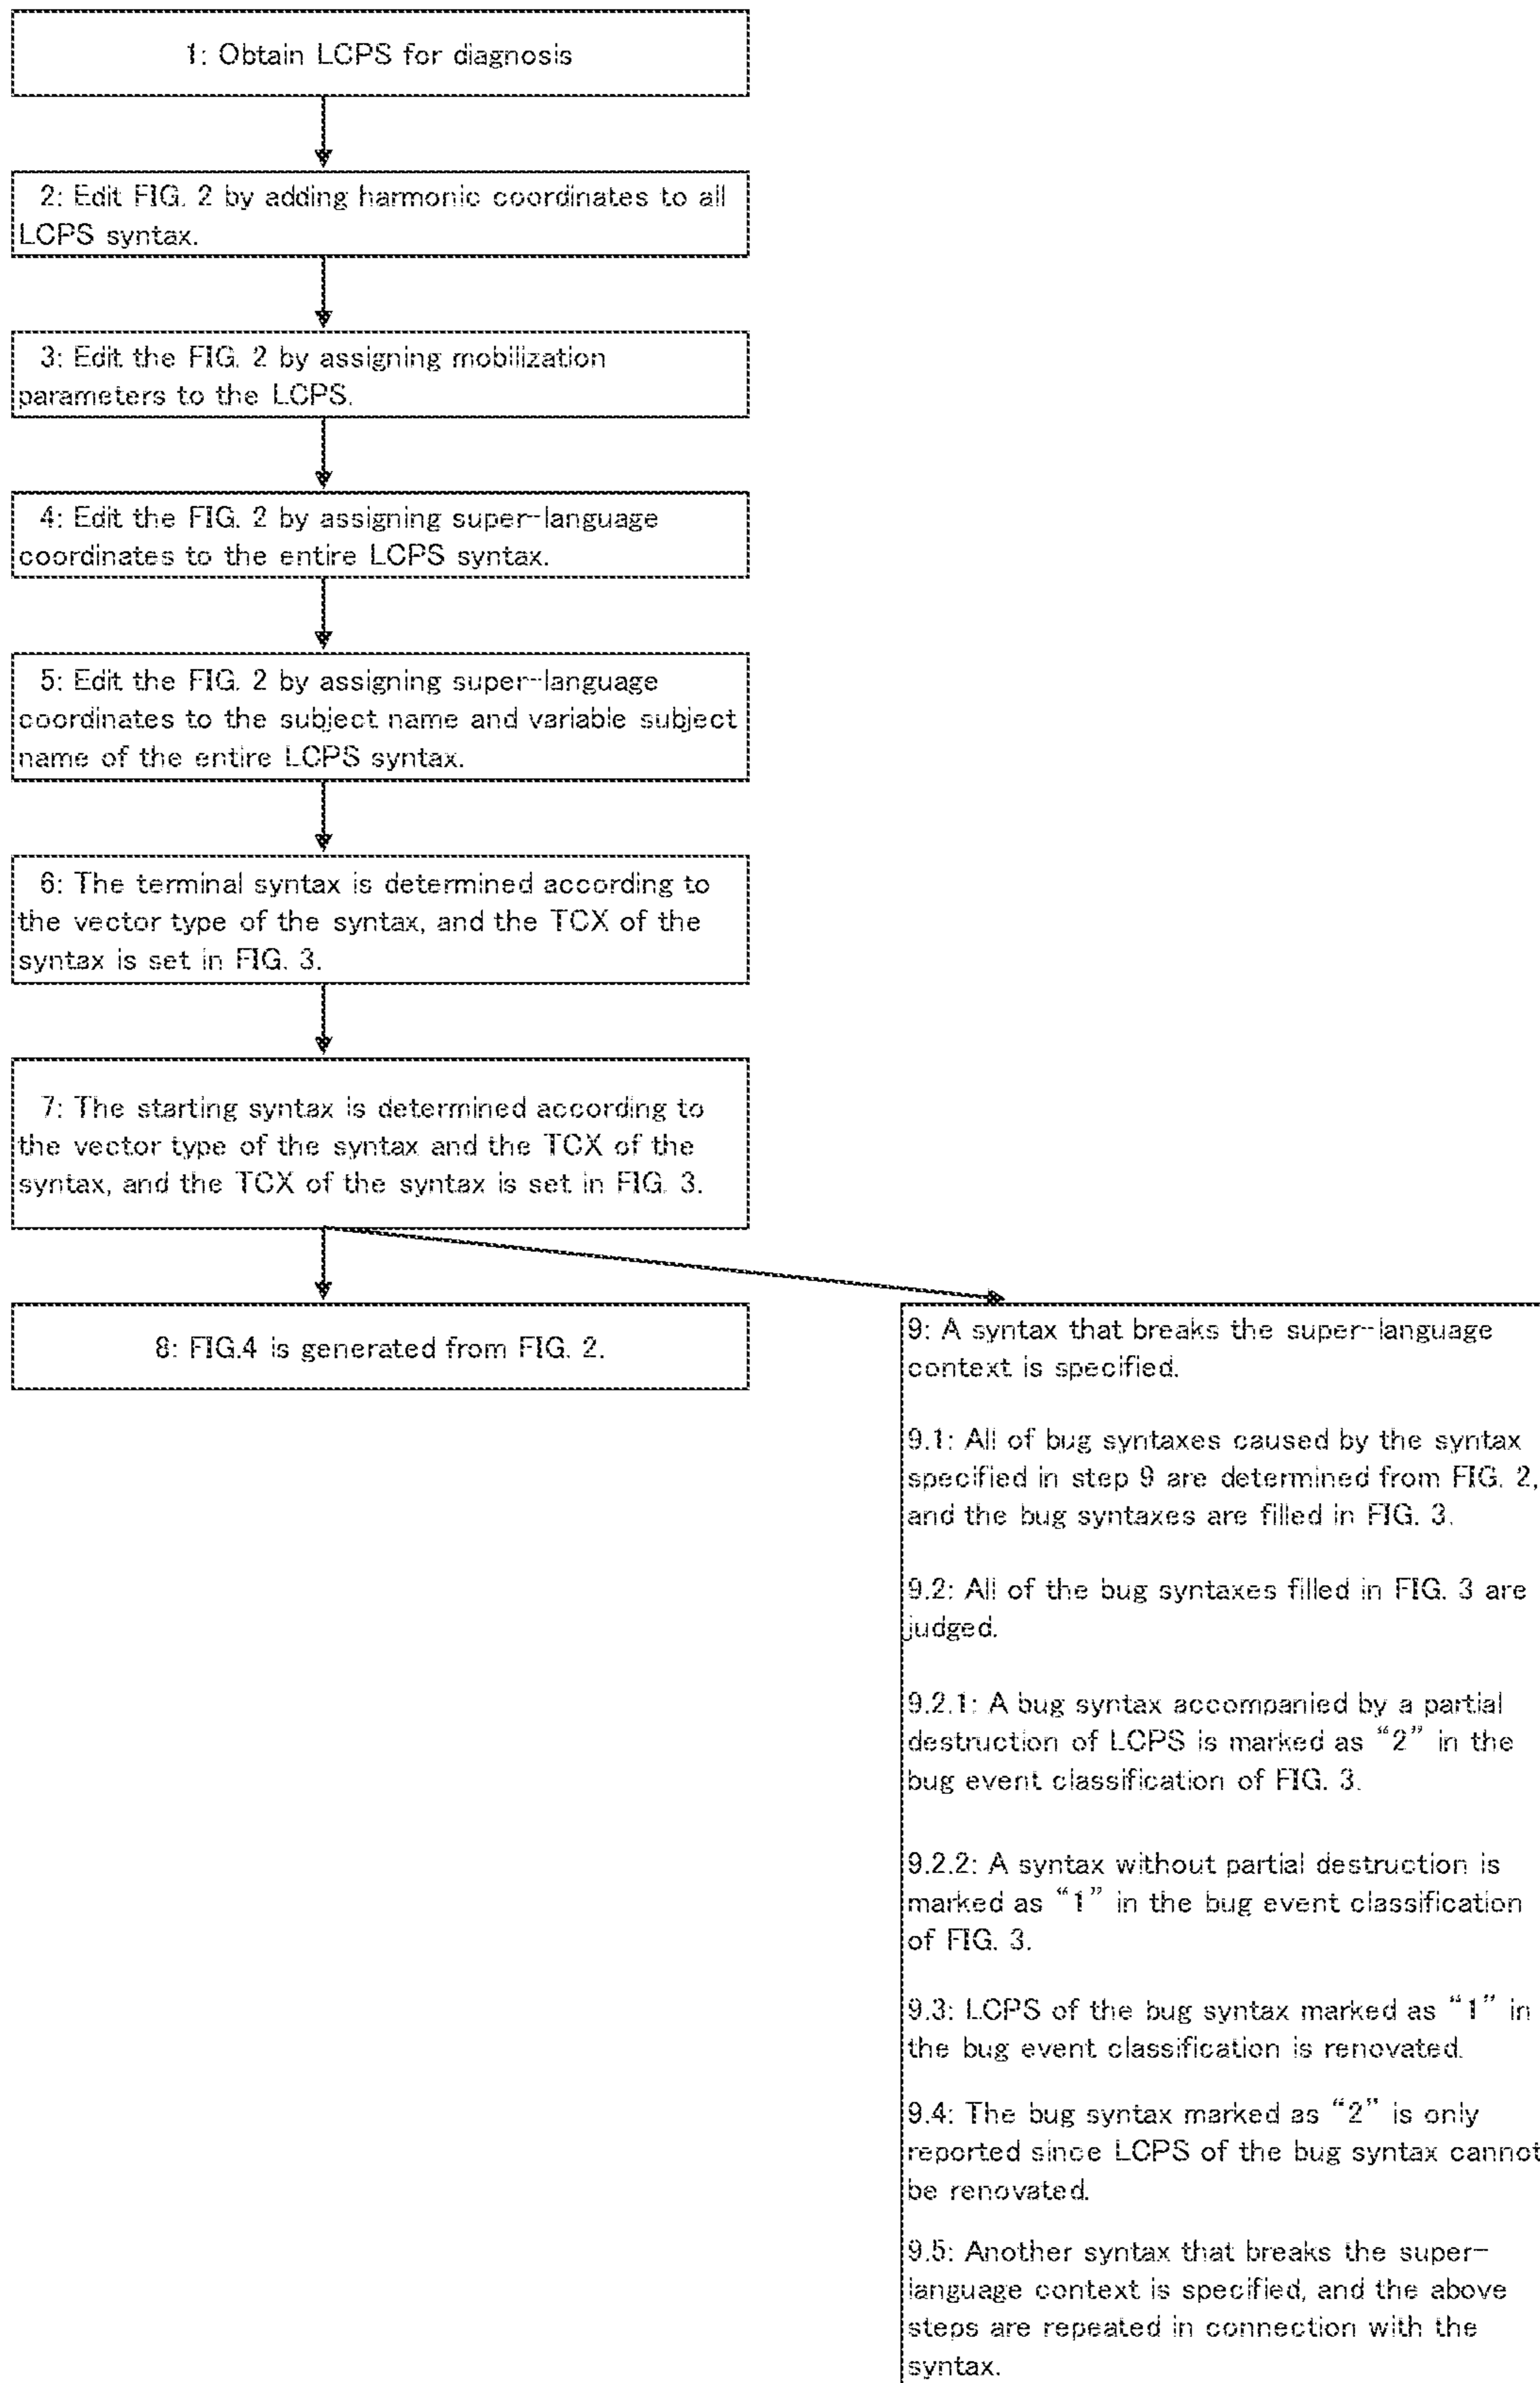 1: Obtain LCPS for diagnosis
2: Edit FIG. 2 by adding harmonic coordinates to all
LCPS syntax.
3: Edit the FIG. 2 by assigning mobilization
parameters to the LCPS.
4: Edit the FIG. 2 by assigning super-language
coordinates to the entire LCPS syntax.
5: Edit the FIG. 2 by assigning super-language
coordinates to the subject name and variable subject
name of the entire LCPS syntax.
6: The terminal syntax is determined according to
the vector type of the syntax, and the TCX of the
syntax is set in FIG. 3.
7: The starting syntax is determined according to
the vector type of the syntax and the TCX of the
syntax, and the TCX of the syntax is set in FIG. 3.
8: FIG.4 is generated from FIG. 2.
9: A syntax that breaks the super-language
context is specified.
9.1: All of bug syntaxes caused by the syntax
specified in step 9 are determined from FIG. 2,
and the bug syntaxes are filled in FIG. 3.
9.2: All of the bug syntaxes filled in FIG. 3 are
judged.
9.2.1: A bug syntax accompanied by a partial
destruction of LCPS is marked as “2” in the
bug event classification of FIG. 3.
9.2.2: A syntax without partial destruction is
marked as “1” in the bug event classification
of FIG. 3.
9.3: LCPS of the bug syntax marked as “1” in
the bug event classification is renovated.
9.4: The bug syntax marked as “2” is only
reported since LCPS of the bug syntax cannot
be renovated.
9.5: Another syntax that breaks the super-
language context is specified, and the above
steps are repeated in connection with the
syntax.